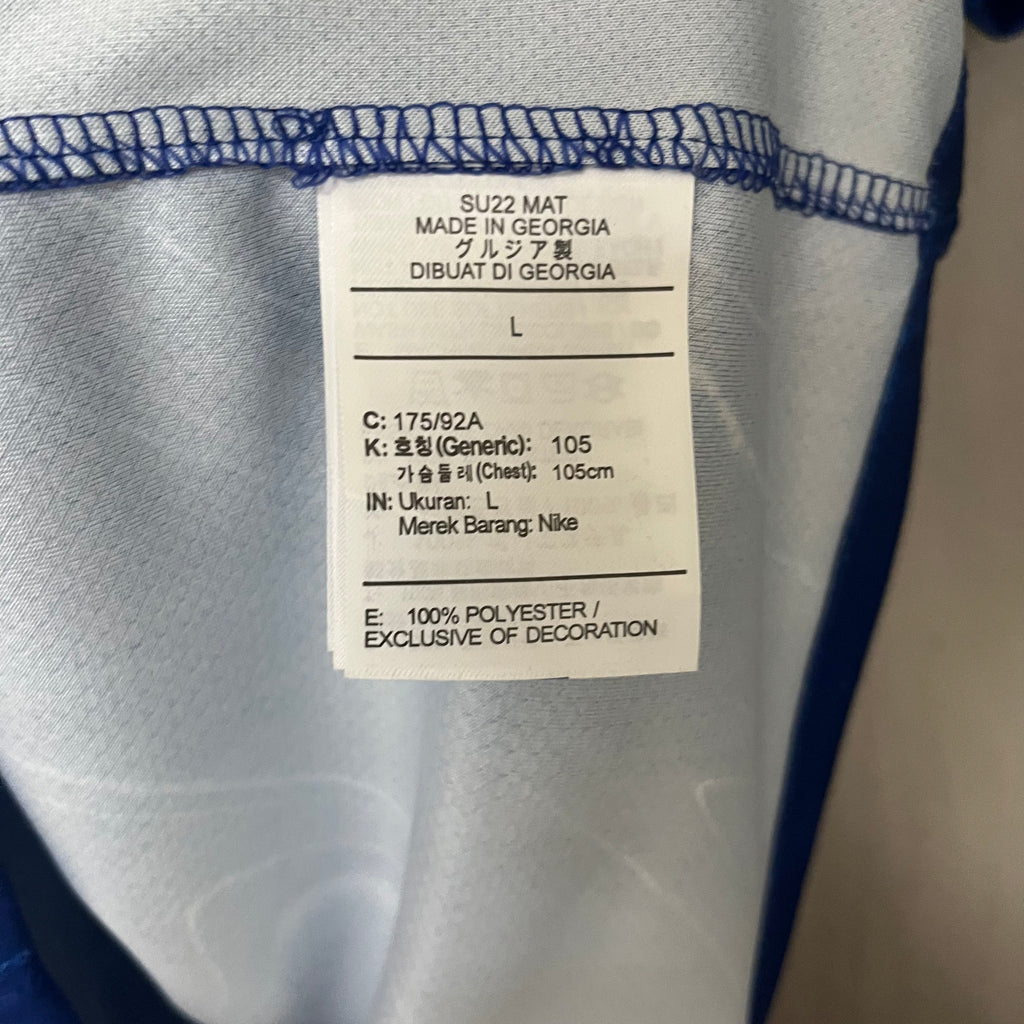 SU22 MAT
MADE IN GEORGIA
グルジア製
DIBUAT DI GEORGIA
L
C: 175/92A
K: 호칭(Generic): 105
가슴둘레(Chest): 105cm
IN: Ukuran: L
Merek Barang: Nike
E: 100% POLYESTER /
EXCLUSIVE OF DECORATION